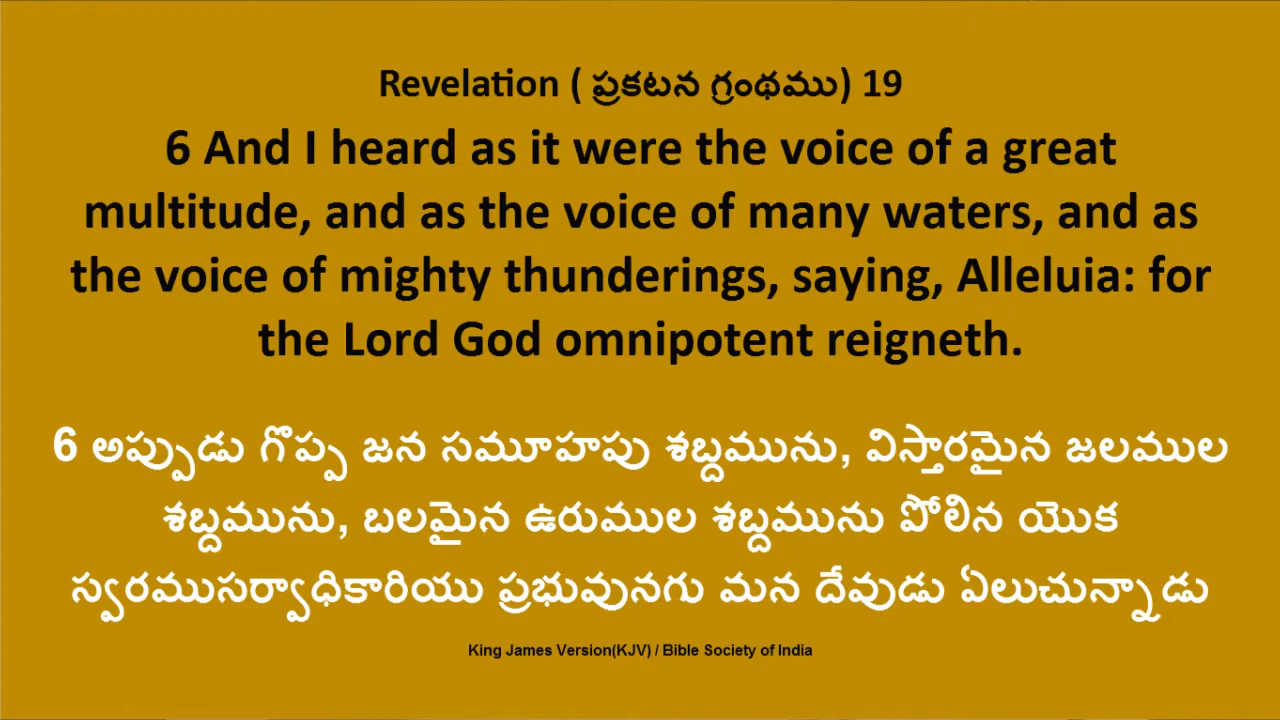 Revelation ( ప్రకటన గ్రంథము) 19
6 And I heard as it were the voice of a great
multitude, and as the voice of many waters, and as
the voice of mighty thunderings, saying, Alleluia: for
the Lord God omnipotent reigneth.
6 అప్పుడు గొప్ప జన సమూహపు శబ్దమును, విస్తారమైన జలముల
శబ్దమును, బలమైన ఉరుముల శబ్దమును పోలిన యొక
స్వరముసర్వాధికారియు ప్రభువునగు మన దేవుడు ఏలుచున్నాడు
King James Version(KJV) / Bible Society of India